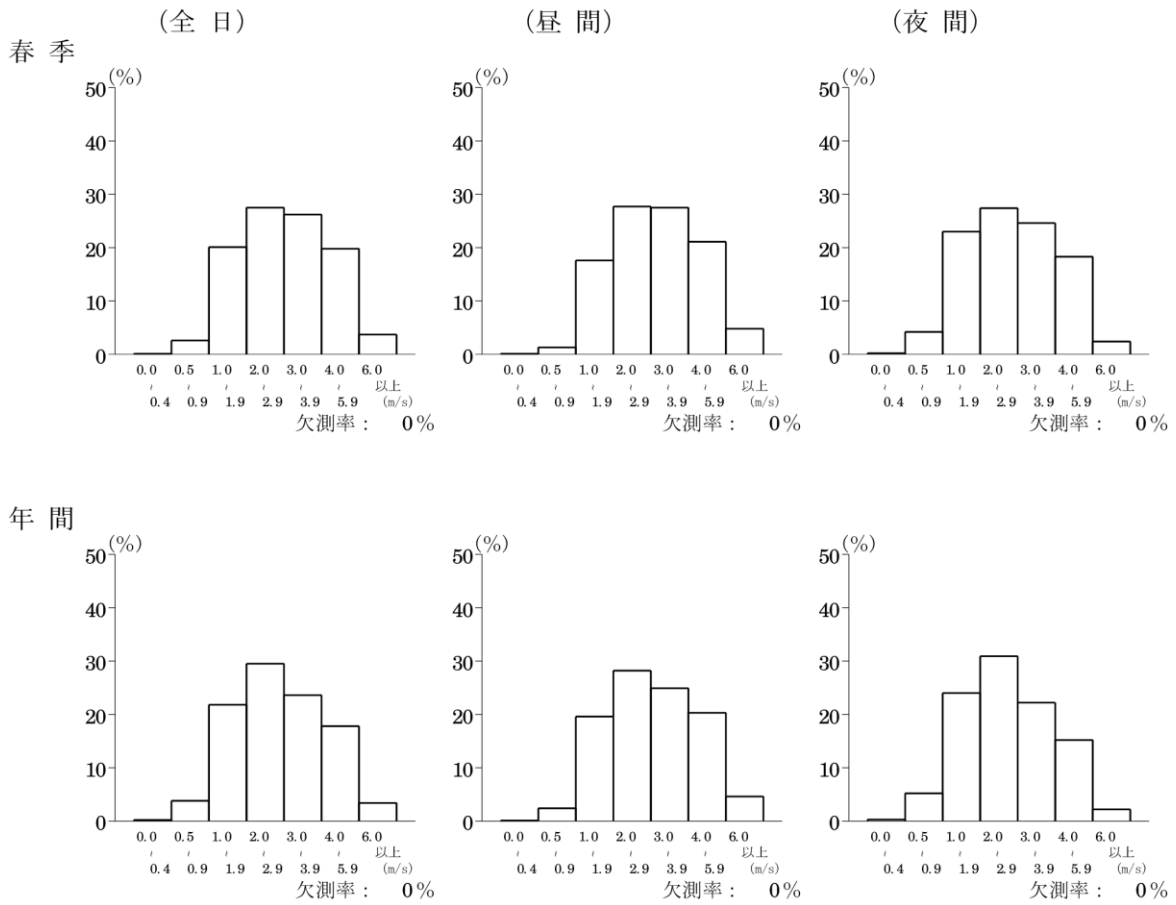 (全 日) (昼 間) (夜 間)
春 季
(%) (%) (%)
50 50 50
40 40 40
30 30 30
20 20 20
10 10 10
0 0 0
0.0 0.5 1.0 2.0 3.0 4.0 6.0 0.0 0.5 1.0 2.0 3.0 4.0 6.0 0.0 0.5 1.0 2.0 3.0 4.0 6.0
~ ~ ~ ~ ~ ~ 以上 ~ ~ ~ ~ ~ ~ 以上 ~ ~ ~ ~ ~ ~ 以上
0.4 0.9 1.9 2.9 3.9 5.9 (m/s) 0.4 0.9 1.9 2.9 3.9 5.9 (m/s) 0.4 0.9 1.9 2.9 3.9 5.9 (m/s)
欠測率： 0% 欠測率： 0% 欠測率： 0%
年 間
(%) (%) (%)
50 50 50
40 40 40
30 30 30
20 20 20
10 10 10
0 0 0
0.0 0.5 1.0 2.0 3.0 4.0 6.0 0.0 0.5 1.0 2.0 3.0 4.0 6.0 0.0 0.5 1.0 2.0 3.0 4.0 6.0
~ ~ ~ ~ ~ ~ 以上 ~ ~ ~ ~ ~ ~ 以上 ~ ~ ~ ~ ~ ~ 以上
0.4 0.9 1.9 2.9 3.9 5.9 (m/s) 0.4 0.9 1.9 2.9 3.9 5.9 (m/s) 0.4 0.9 1.9 2.9 3.9 5.9 (m/s)
欠測率： 0% 欠測率： 0% 欠測率： 0%